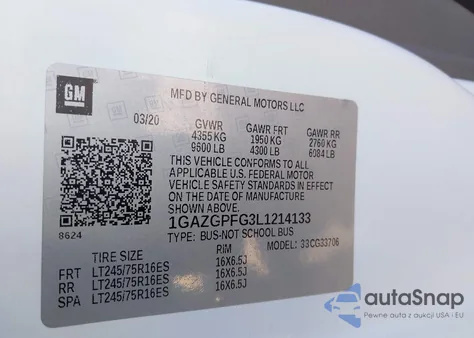 GM
MFD BY GENERAL MOTORS LLC
03/20 GVWR GAWR FRT GAWR RR
4355 KG 1950 KG 2760 KG
9600 LB 4300 LB 6084 LB
THIS VEHICLE CONFORMS TO ALL
APPLICABLE U.S. FEDERAL MOTOR
VEHICLE SAFETY STANDARDS IN EFFECT
ON THE DATE OF MANUFACTURE
1GAZGPFG3L1214133
8624 TYPE: BUS-NOT SCHOOL BUS MODEL: 33CG33706
TIRE SIZE RIM
FRT LT245/75R16ES 16X6.5J
RR LT245/75R16ES 16X6.5J
SPA LT245/75R16ES 16X6.5J
autoSnap
Pewne auta z aukcji USA i EU